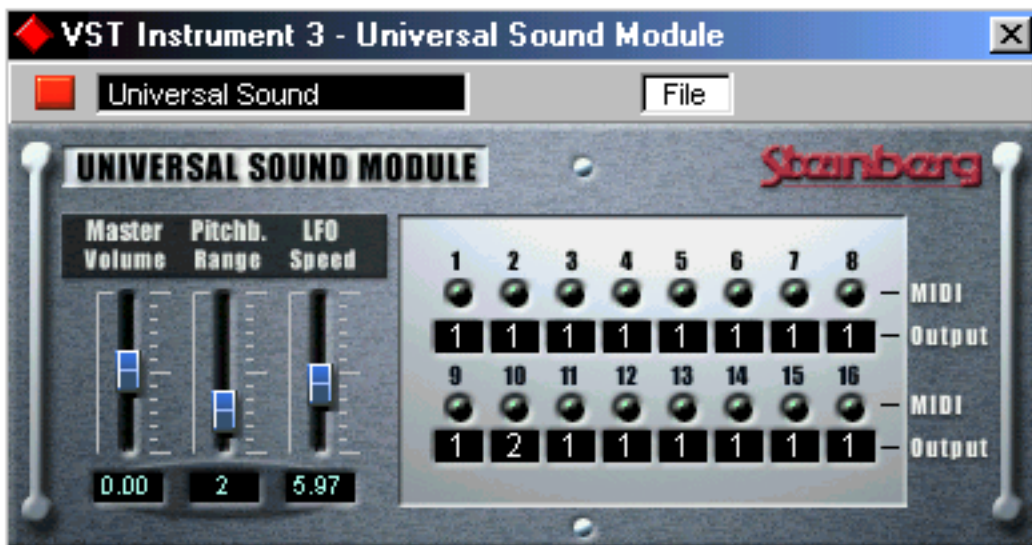 VST Instrument 3 - Universal Sound Module
Universal Sound File
UNIVERSAL SOUND MODULE
Steinberg
Master Volume Pitchb. Range LFO Speed
1 2 3 4 5 6 7 8
MIDI
1 1 1 1 1 1 1 1 Output
9 10 11 12 13 14 15 16
MIDI
1 2 1 1 1 1 1 1 Output
0.00 2 5.97